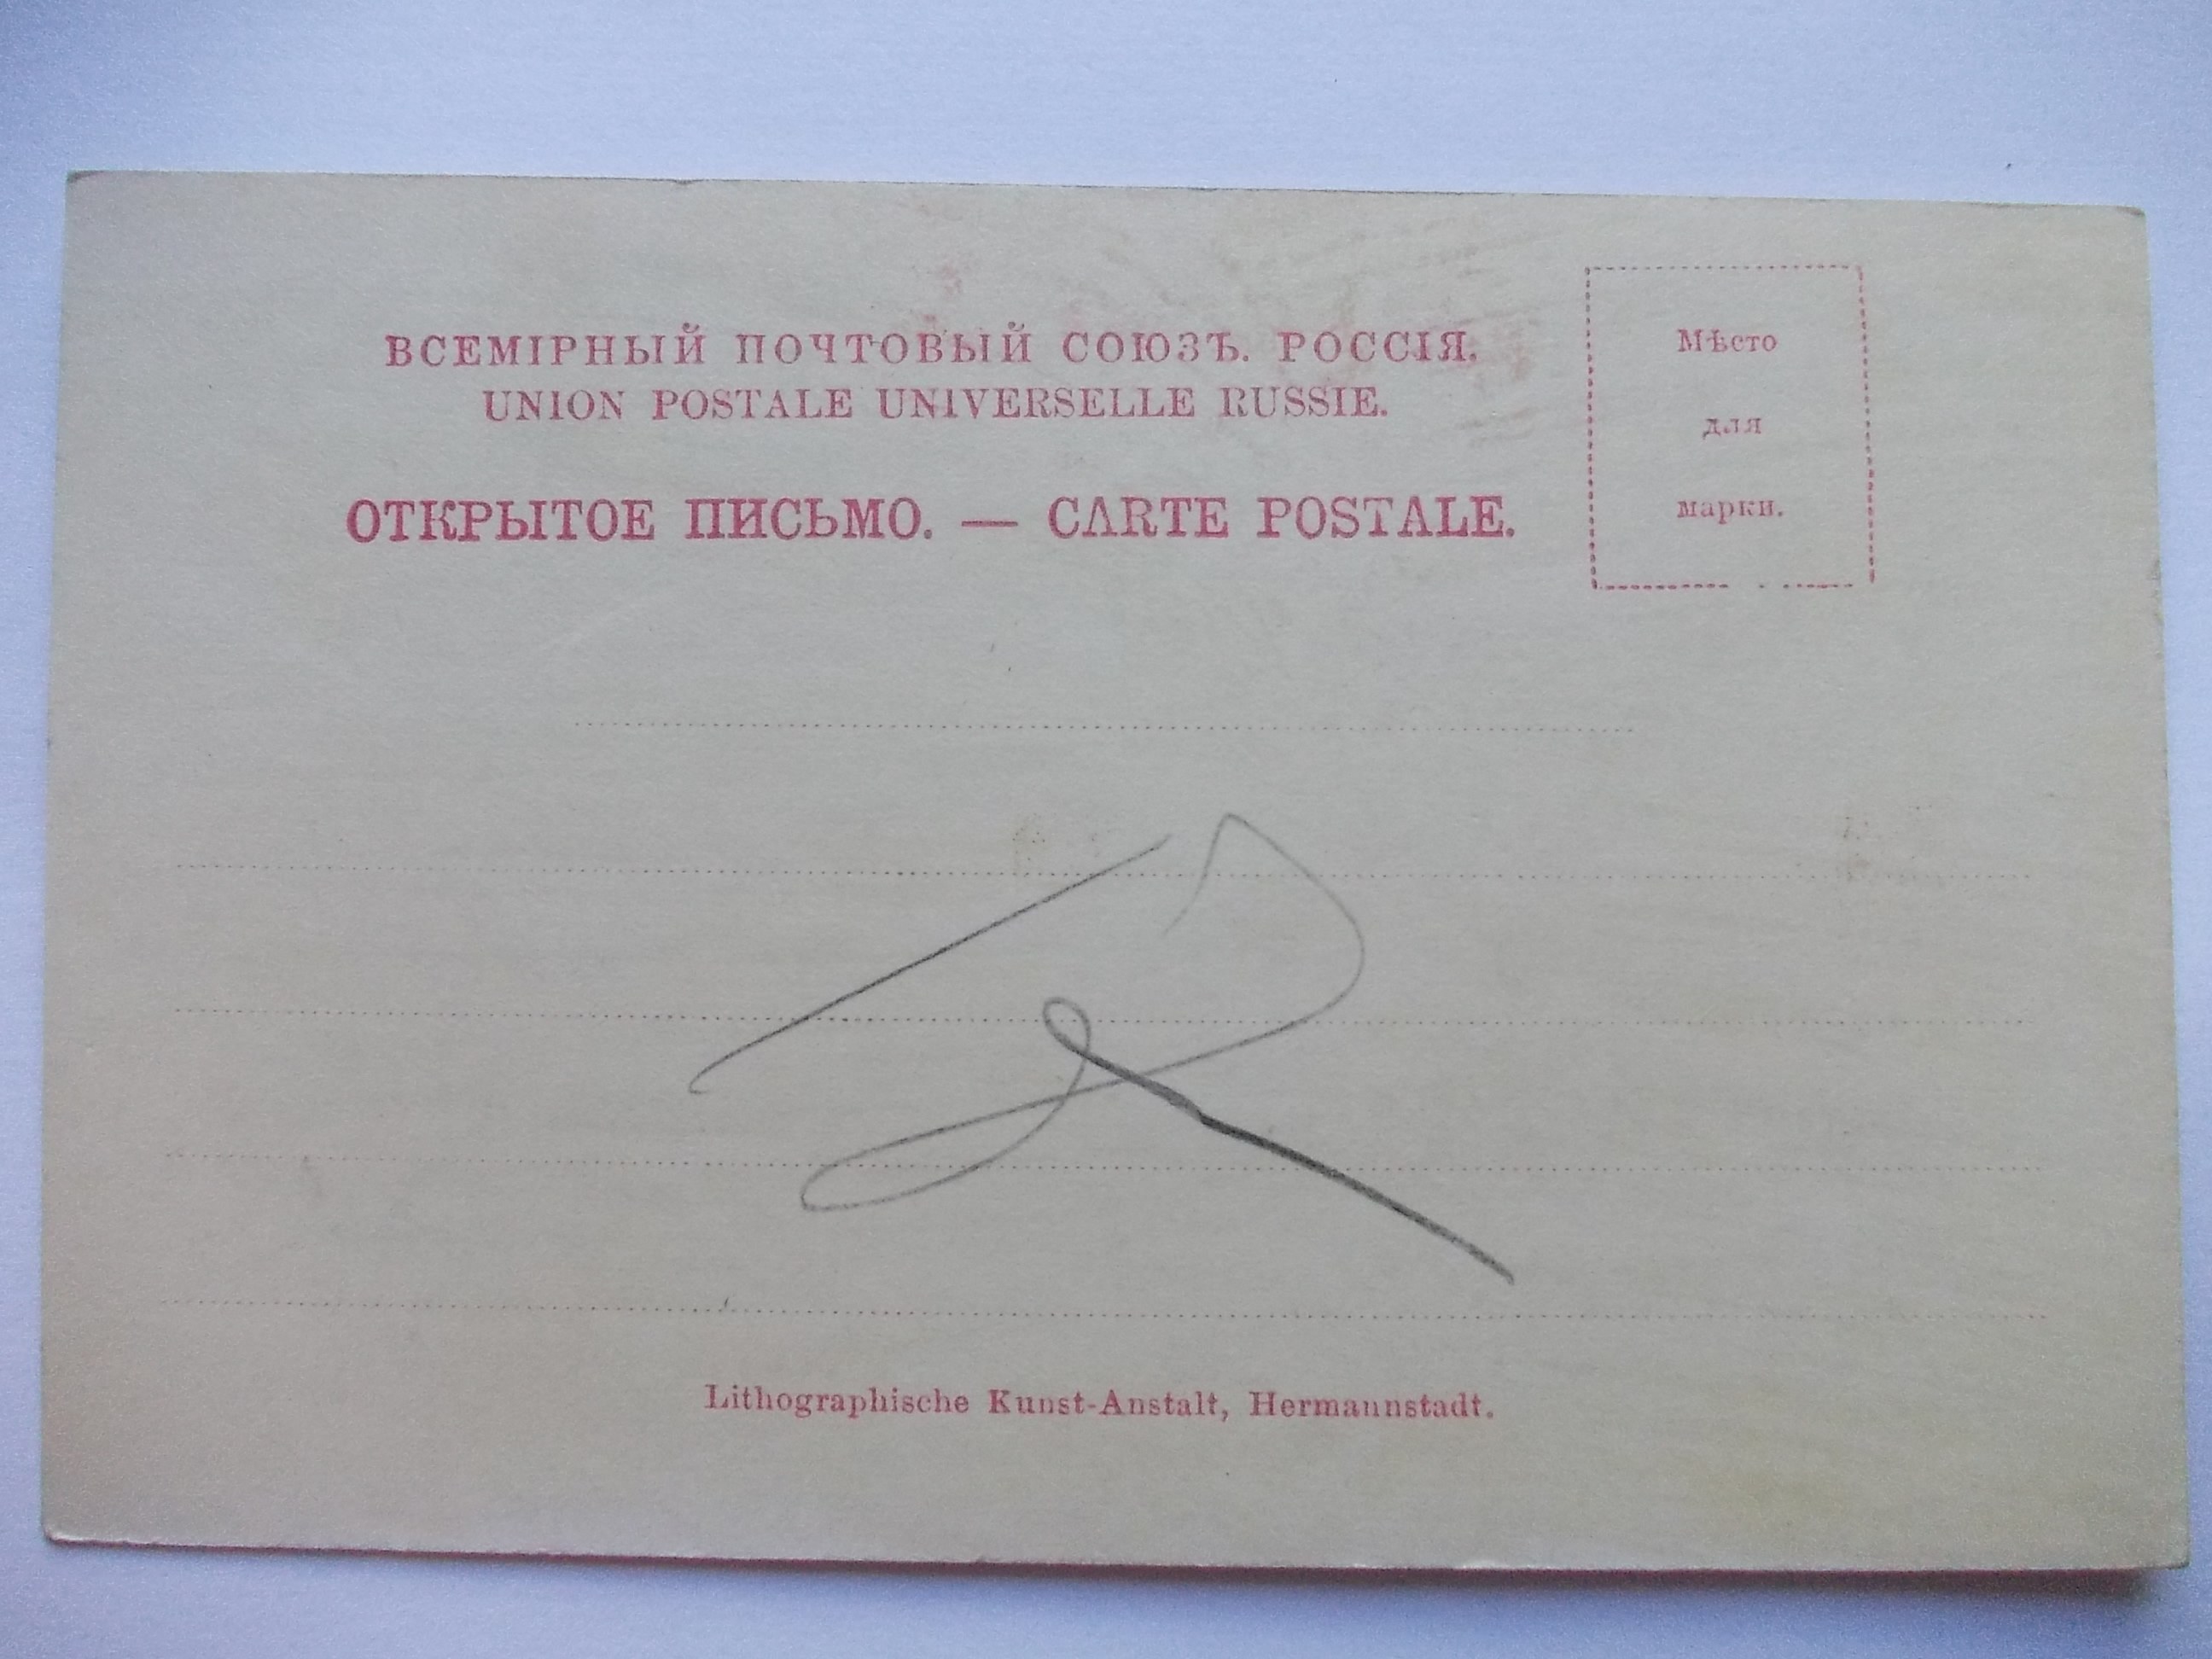 ВСЕМІРНЫЙ ПОЧТОВЫЙ СОЮЗЪ. РОССІЯ.
UNION POSTALE UNIVERSELLE RUSSIE.
ОТКРЫТОЕ ПИСЬМО. — CARTE POSTALE.
Мѣсто
для
марки.
Lithographische Kunst-Anstalt, Hermannstadt.